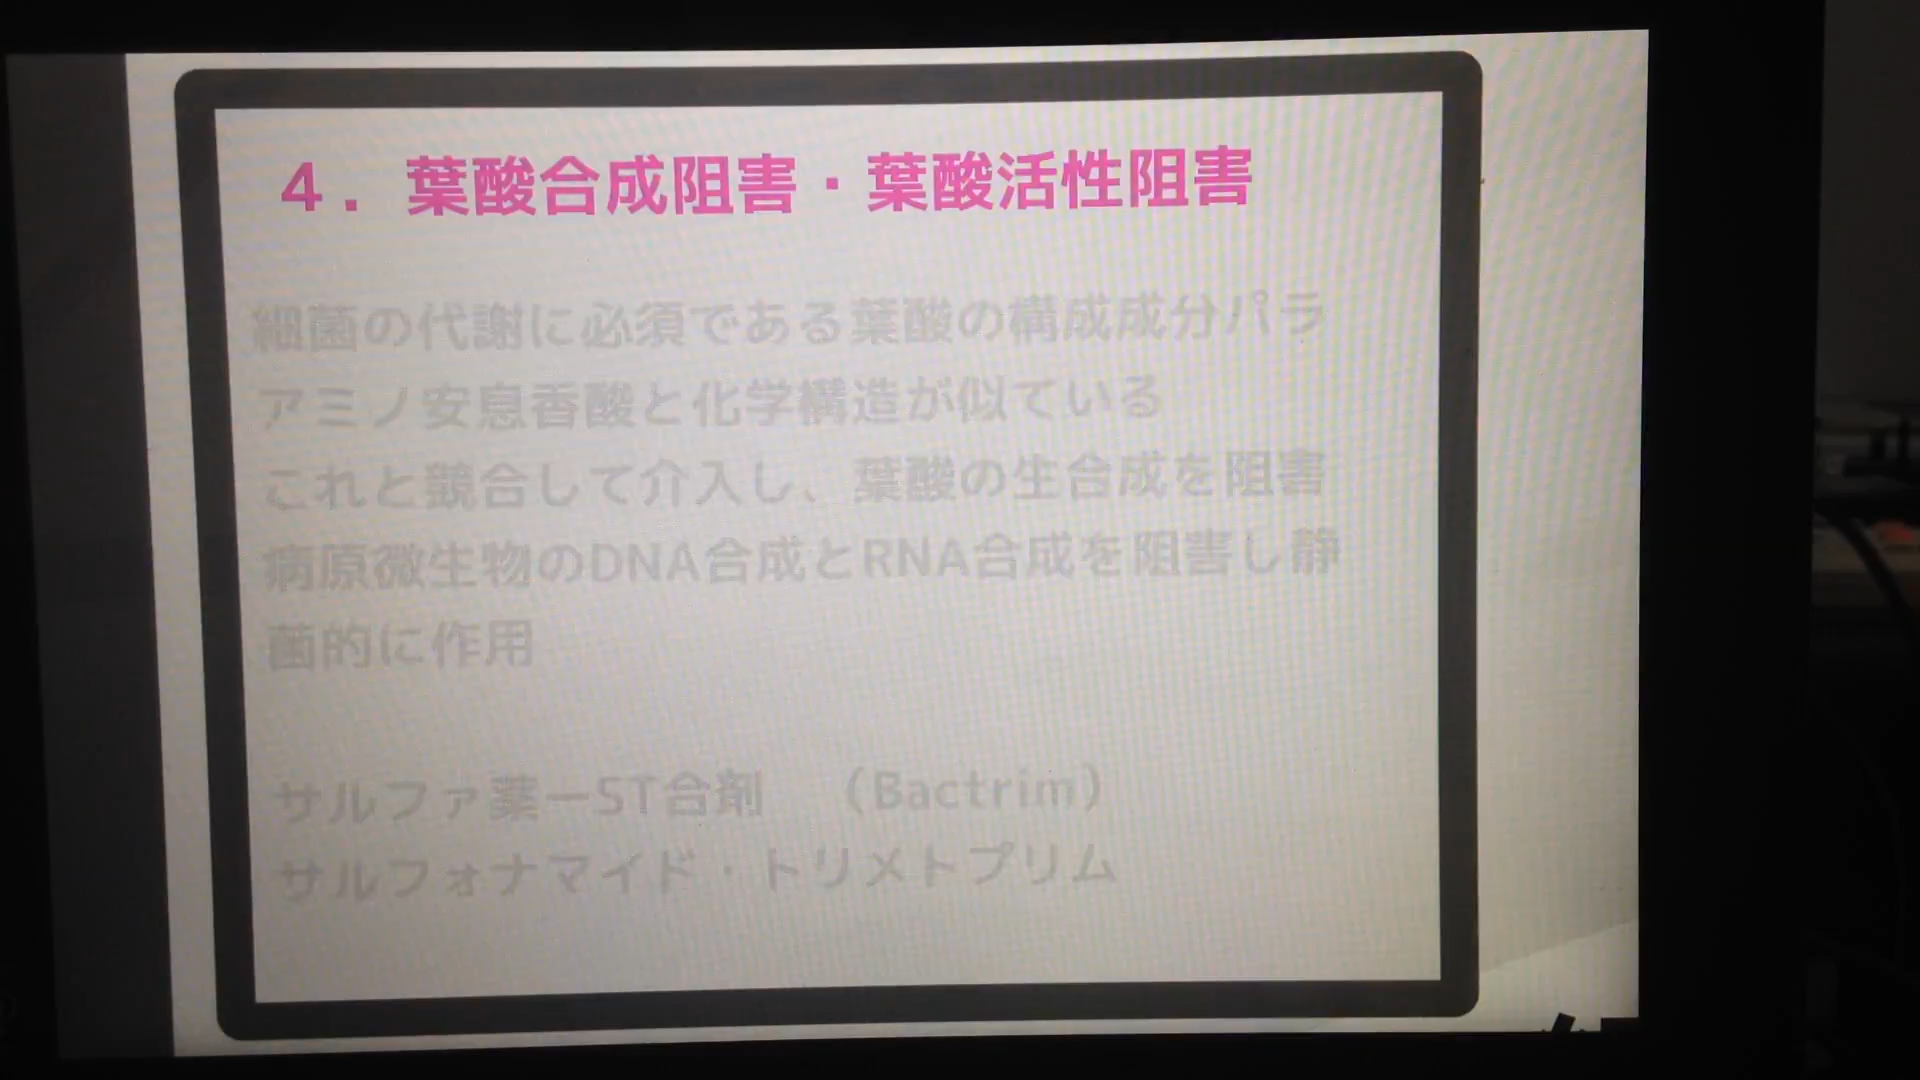 ４．葉酸合成阻害・葉酸活性阻害
細菌の代謝に必須である葉酸の構成成分パラ
アミノ安息香酸と化学構造が似ている
これと競合して介入し、葉酸の生合成を阻害
病原微生物のDNA合成とRNA合成を阻害し静
菌的に作用
サルファ薬ーST合剤　（Bactrim）
サルフォナマイド・トリメトプリム